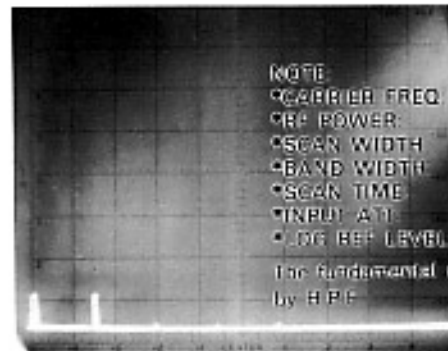 NOTE:
*CARRIER FREQ
*RF POWER:
*SCAN WIDTH
*BAND WIDTH
*SCAN TIME
*INPUT ATT:
*LOG REF LEVEL
The fundamental
by H.P.F